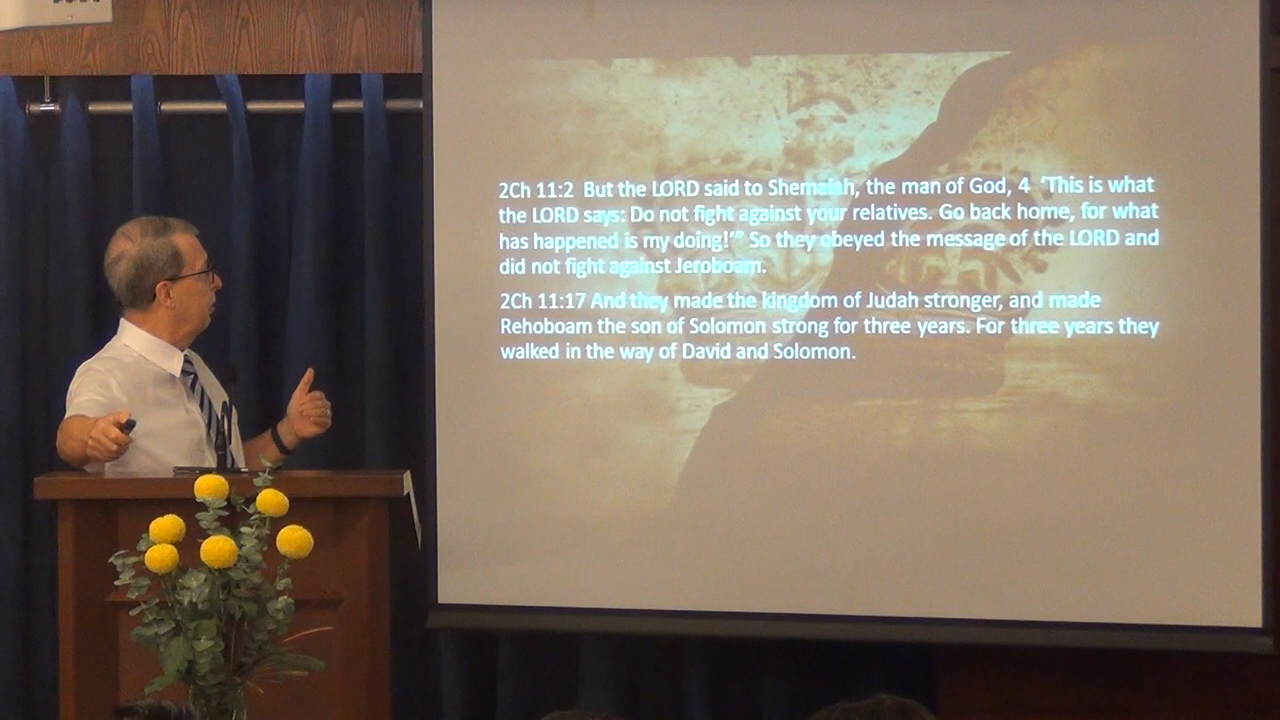 2Ch 11:2 But the LORD said to Shemaiah, the man of God, 4 ‘This is what
the LORD says: Do not fight against your relatives. Go back home, for what
has happened is my doing!’” So they obeyed the message of the LORD and
did not fight against Jeroboam.
2Ch 11:17 And they made the kingdom of Judah stronger, and made
Rehoboam the son of Solomon strong for three years. For three years they
walked in the way of David and Solomon.